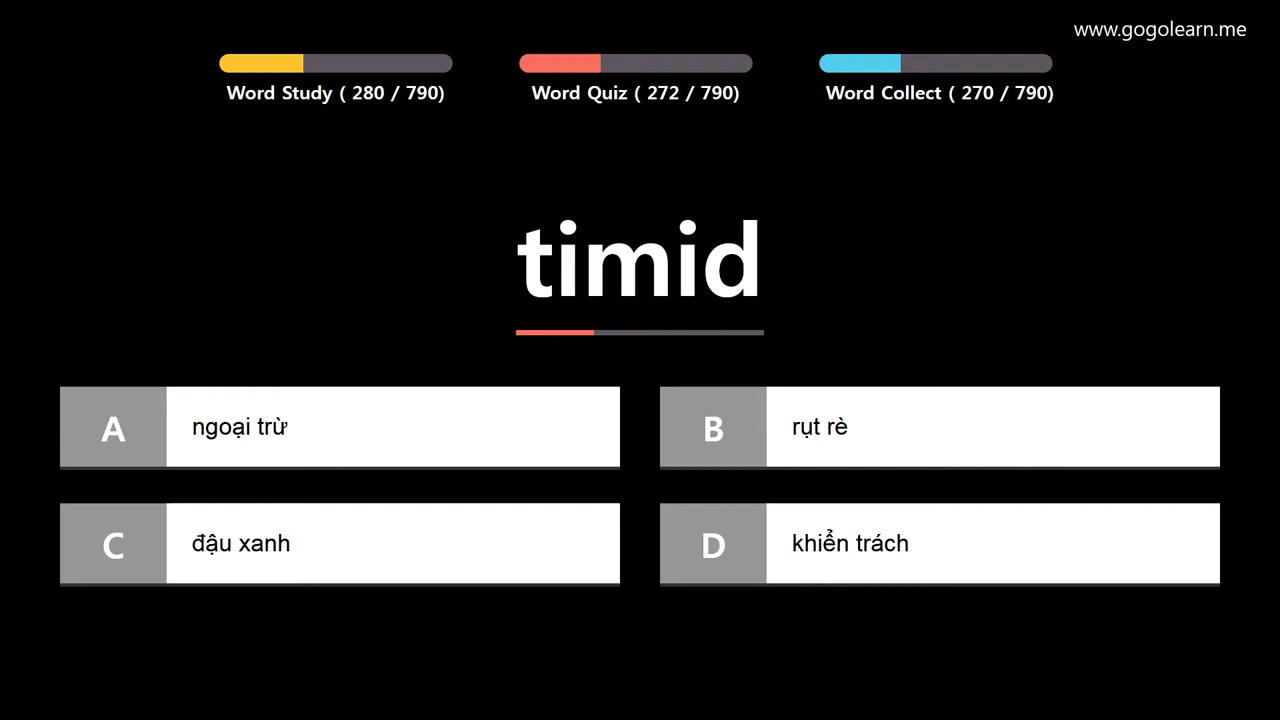 www.gogolearn.me
Word Study ( 280 / 790)
Word Quiz ( 272 / 790)
Word Collect ( 270 / 790)
timid
A ngoại trừ
B rụt rè
C đậu xanh
D khiển trách